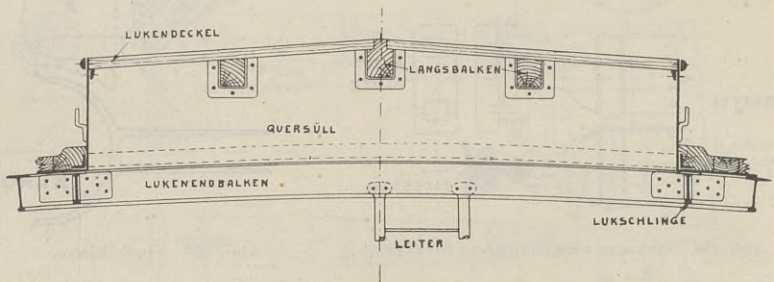 LUKENDECKEL
LANGSBALKEN
QUERSÜLL
LUKENENDBALKEN
LUKSCHLINGE
LEITER